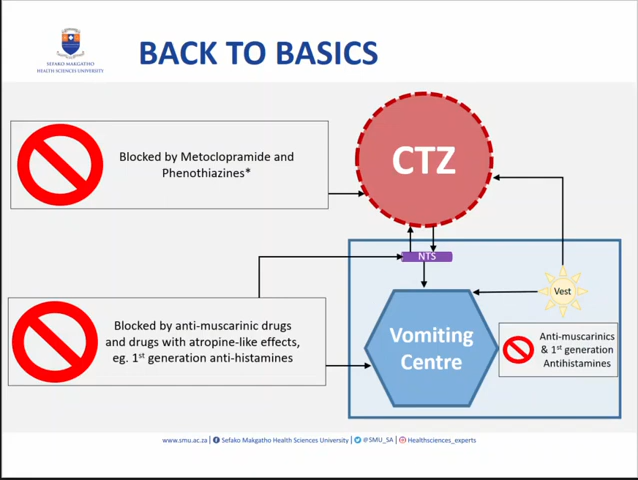 SEFAKO MAKGATHO
HEALTH SCIENCES UNIVERSITY
BACK TO BASICS
Blocked by Metoclopramide and
Phenothiazines*
CTZ
NTS
Vest
Blocked by anti-muscarinic drugs
and drugs with atropine-like effects,
eg. 1st generation anti-histamines
Vomiting
Centre
Anti-muscarinics
& 1st generation
Antihistamines
www.smu.ac.za | Sefako Makgatho Health Sciences University | @SMU_SA | Healthsciences_experts